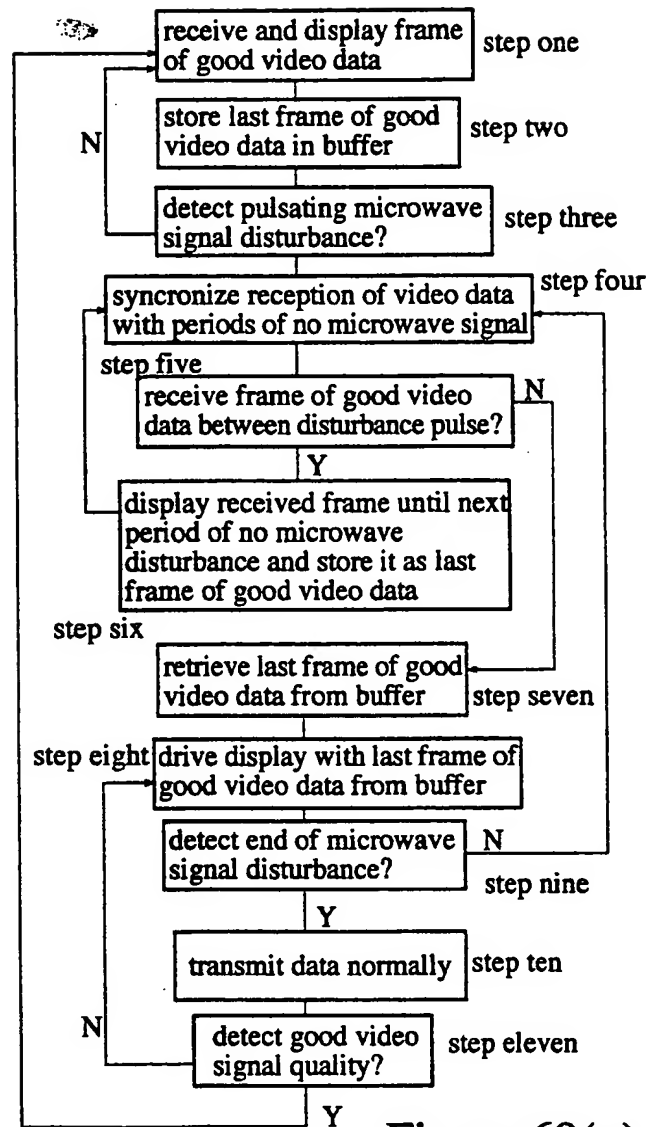 receive and display frame
of good video data
step one
N
store last frame of good
video data in buffer
step two
detect pulsating microwave
signal disturbance?
step three
step four
syncronize reception of video data
with periods of no microwave signal
step five
receive frame of good video
data between disturbance pulse?
N
Y
display received frame until next
period of no microwave
disturbance and store it as last
frame of good video data
step six
retrieve last frame of good
video data from buffer
step seven
step eight
drive display with last frame of
good video data from buffer
detect end of microwave
signal disturbance?
N
step nine
Y
transmit data normally
step ten
N
detect good video
signal quality?
step eleven
Y